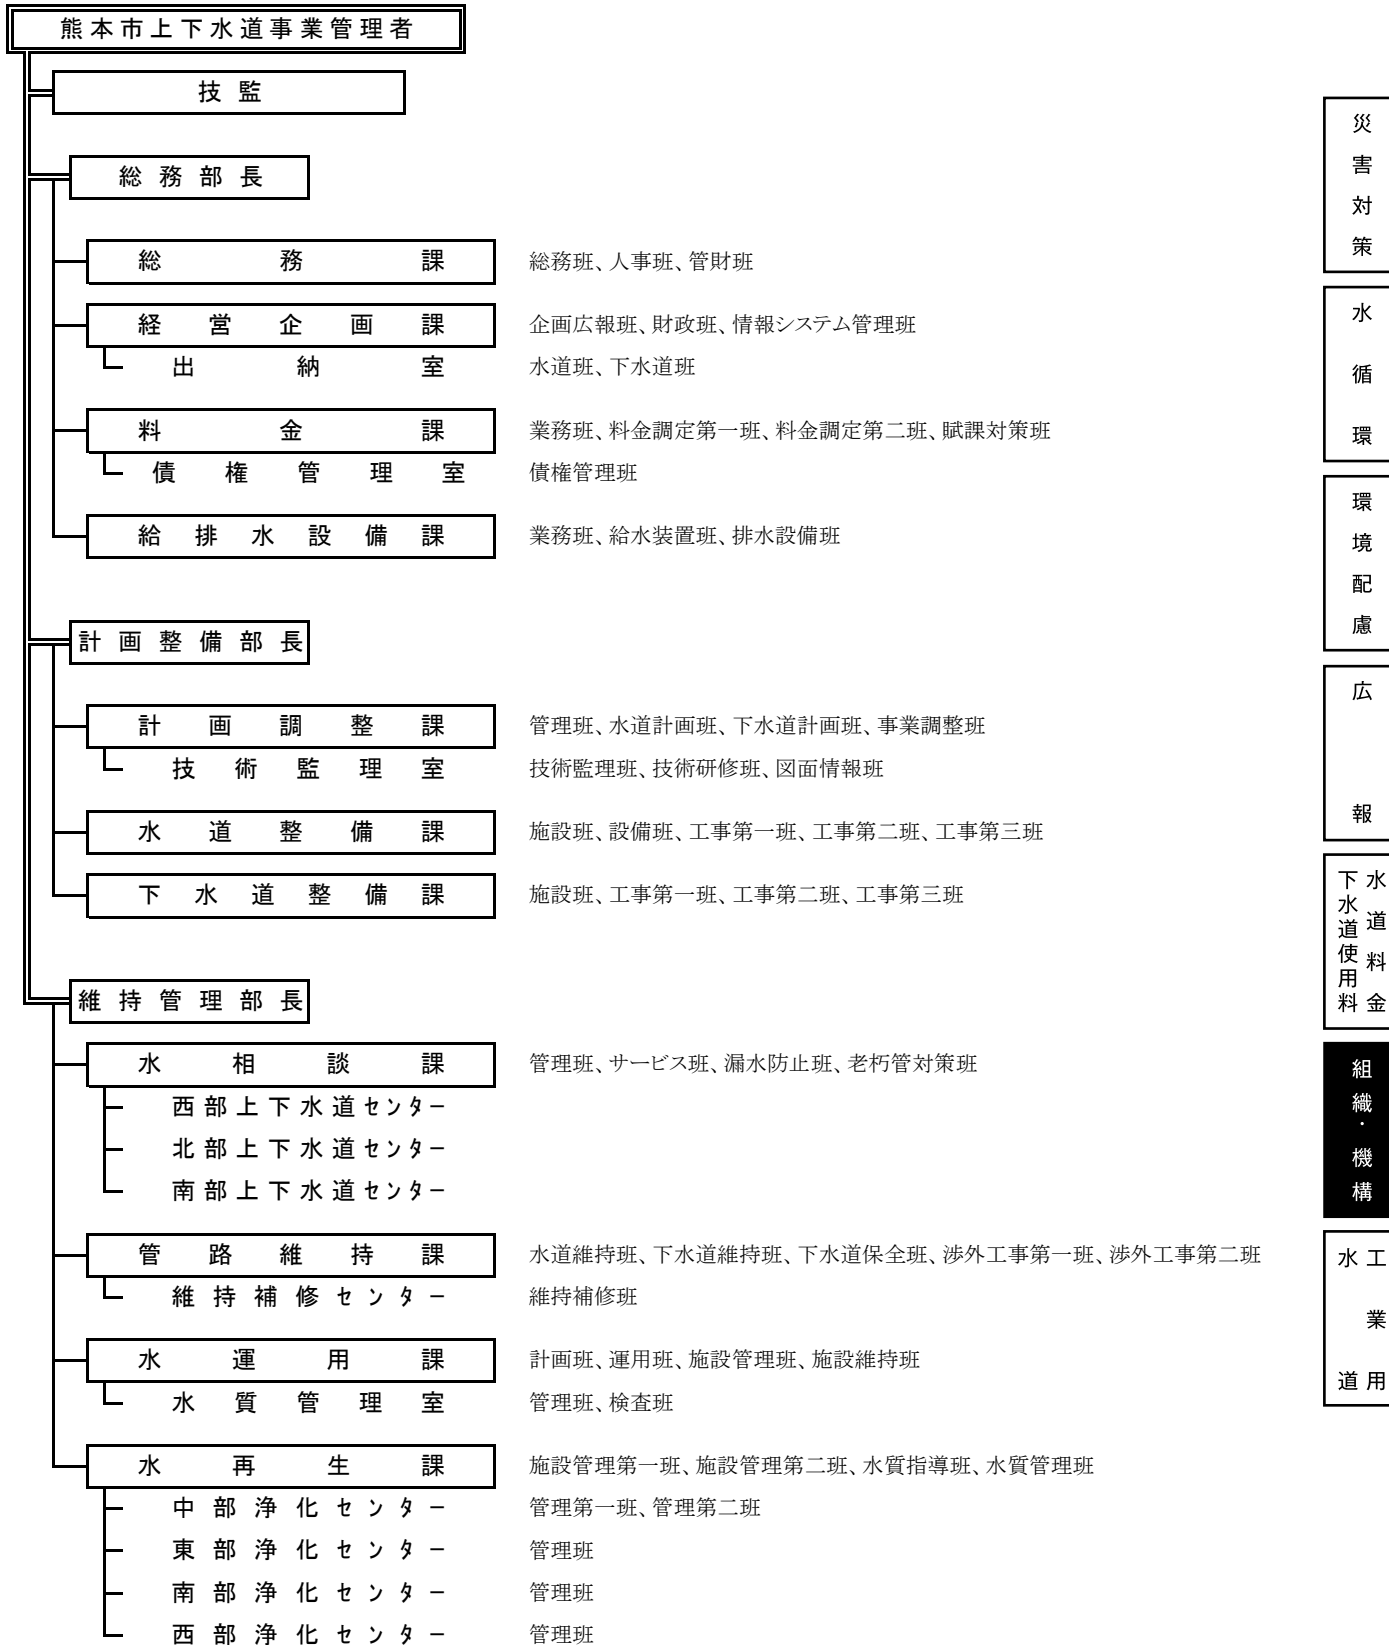 熊本市上下水道事業管理者
技監
総務部長
総務課 総務班、人事班、管財班
経営企画課 企画広報班、財政班、情報システム管理班
出納室 水道班、下水道班
料金課 業務班、料金調定第一班、料金調定第二班、賦課対策班
債権管理室 債権管理班
給排水設備課 業務班、給水装置班、排水設備班
計画整備部長
計画調整課 管理班、水道計画班、下水道計画班、事業調整班
技術監理室 技術監理班、技術研修班、図面情報班
水道整備課 施設班、設備班、工事第一班、工事第二班、工事第三班
下水道整備課 施設班、工事第一班、工事第二班、工事第三班
維持管理部長
水相談課 管理班、サービス班、漏水防止班、老朽管対策班
西部上下水道センター
北部上下水道センター
南部上下水道センター
管路維持課 水道維持班、下水道維持班、下水道保全班、渉外工事第一班、渉外工事第二班
維持補修センター 維持補修班
水運用課 計画班、運用班、施設管理班、施設維持班
水質管理室 管理班、検査班
水再生課 施設管理第一班、施設管理第二班、水質指導班、水質管理班
中部浄化センター 管理第一班、管理第二班
東部浄化センター 管理班
南部浄化センター 管理班
西部浄化センター 管理班
災害対策
水循環
環境配慮
広報
水道料金
下水道使用料
組織・機構
工業用
水道